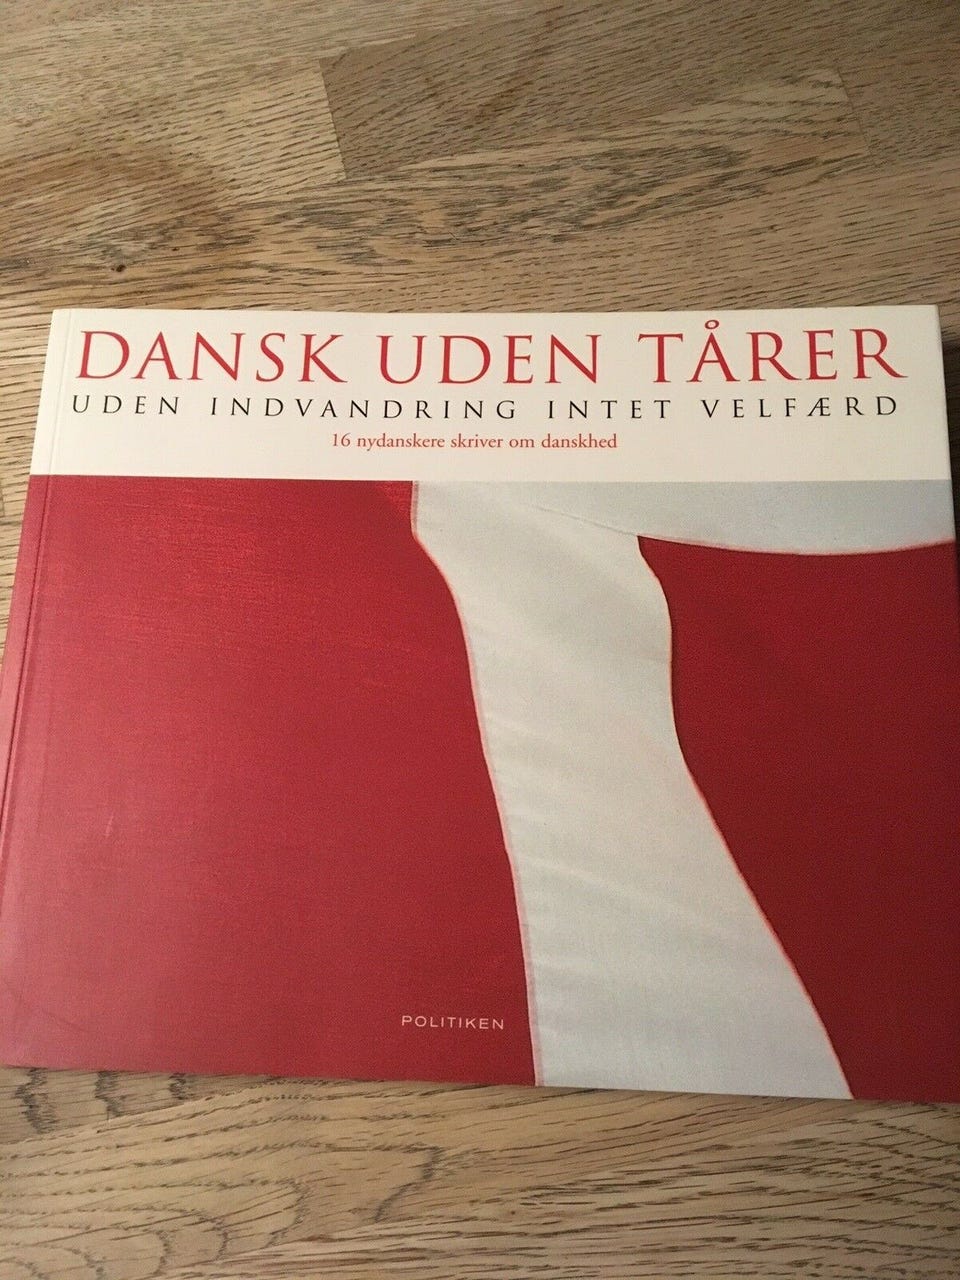 DANSK UDEN TÅRER
UDEN INDVANDRING INTET VELFÆRD
16 nydanskere skriver om danskhed
POLITIKEN